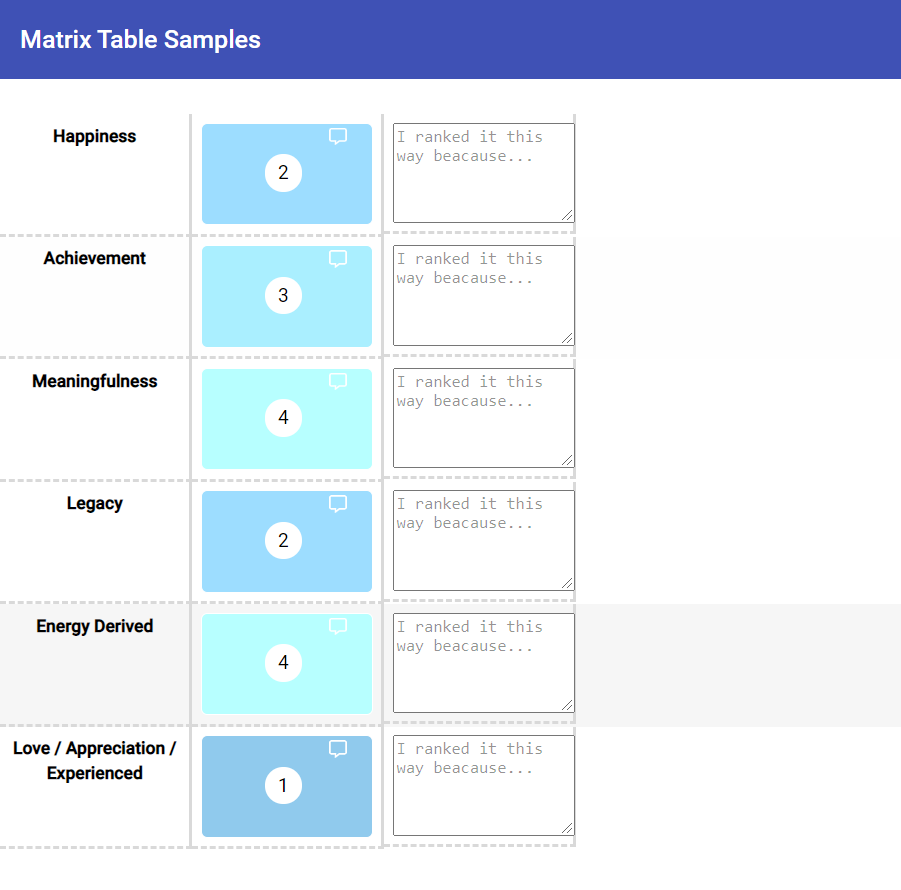 Matrix Table Samples
Happiness
2
I ranked it this
way beacause...
Achievement
3
I ranked it this
way beacause...
Meaningfulness
4
I ranked it this
way beacause...
Legacy
2
I ranked it this
way beacause...
Energy Derived
4
I ranked it this
way beacause...
Love / Appreciation /
Experienced
1
I ranked it this
way beacause...